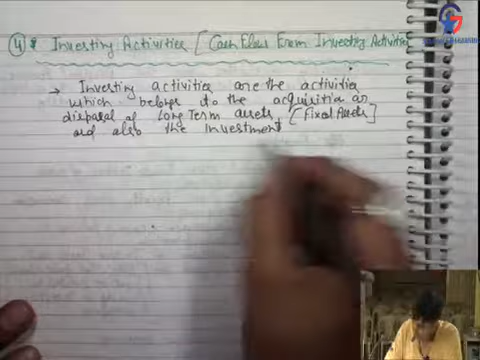 4) Investing Activities [Cash Flows From Investing Activities
→ Investing activities are the activities
which belongs to the acquisition or
disposal of Long Term assets [Fixed Assets]
and also the investment